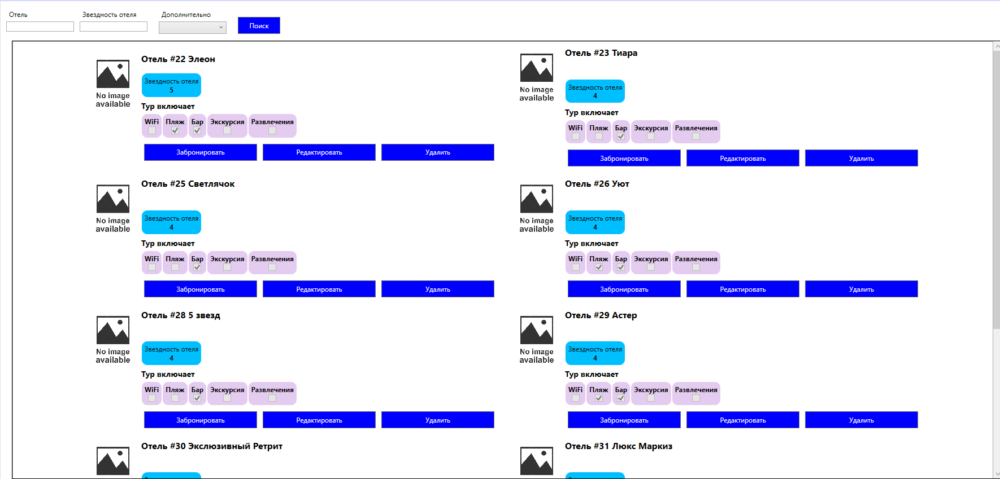 Отель
Звездность отеля
Дополнительно
Поиск
Отель #22 Элеон
No image
available
Звездность отеля
5
Тур включает
WiFi Пляж Бар Экскурсия Развлечения
Забронировать Редактировать Удалить
Отель #23 Тиара
No image
available
Звездность отеля
4
Тур включает
WiFi Пляж Бар Экскурсия Развлечения
Забронировать Редактировать Удалить
Отель #25 Светлячок
No image
available
Звездность отеля
4
Тур включает
WiFi Пляж Бар Экскурсия Развлечения
Забронировать Редактировать Удалить
Отель #26 Уют
No image
available
Звездность отеля
4
Тур включает
WiFi Пляж Бар Экскурсия Развлечения
Забронировать Редактировать Удалить
Отель #28 5 звезд
No image
available
Звездность отеля
4
Тур включает
WiFi Пляж Бар Экскурсия Развлечения
Забронировать Редактировать Удалить
Отель #29 Астер
No image
available
Звездность отеля
4
Тур включает
WiFi Пляж Бар Экскурсия Развлечения
Забронировать Редактировать Удалить
Отель #30 Экслюзивный Ретрит
Отель #31 Люкс Маркиз